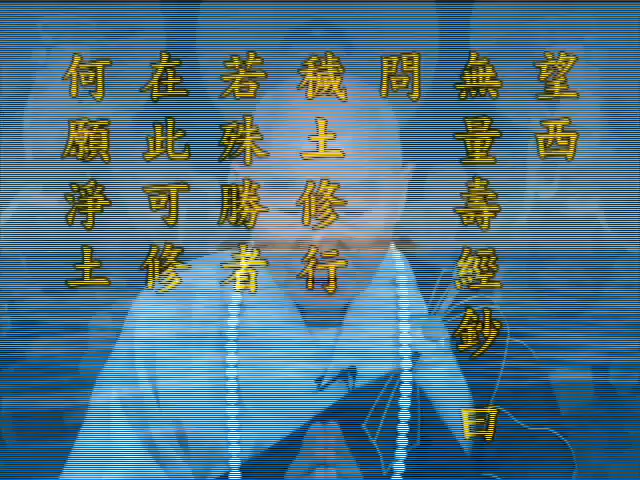 望西
無量壽經鈔 曰
問
穢土修行
若殊勝者
在此可修
何願淨土